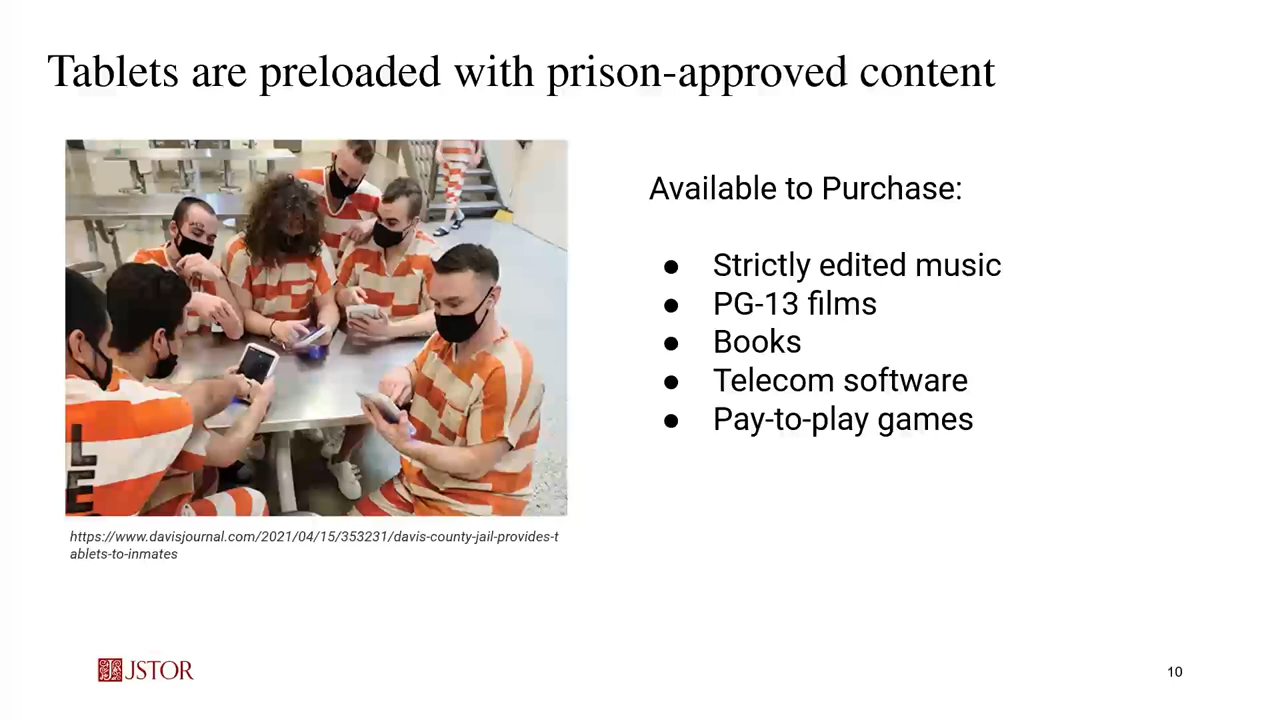 Tablets are preloaded with prison-approved content
Available to Purchase:
● Strictly edited music
● PG-13 films
● Books
● Telecom software
● Pay-to-play games
LE
https://www.davisjournal.com/2021/04/15/353231/davis-county-jail-provides-t
ablets-to-inmates
JSTOR
10